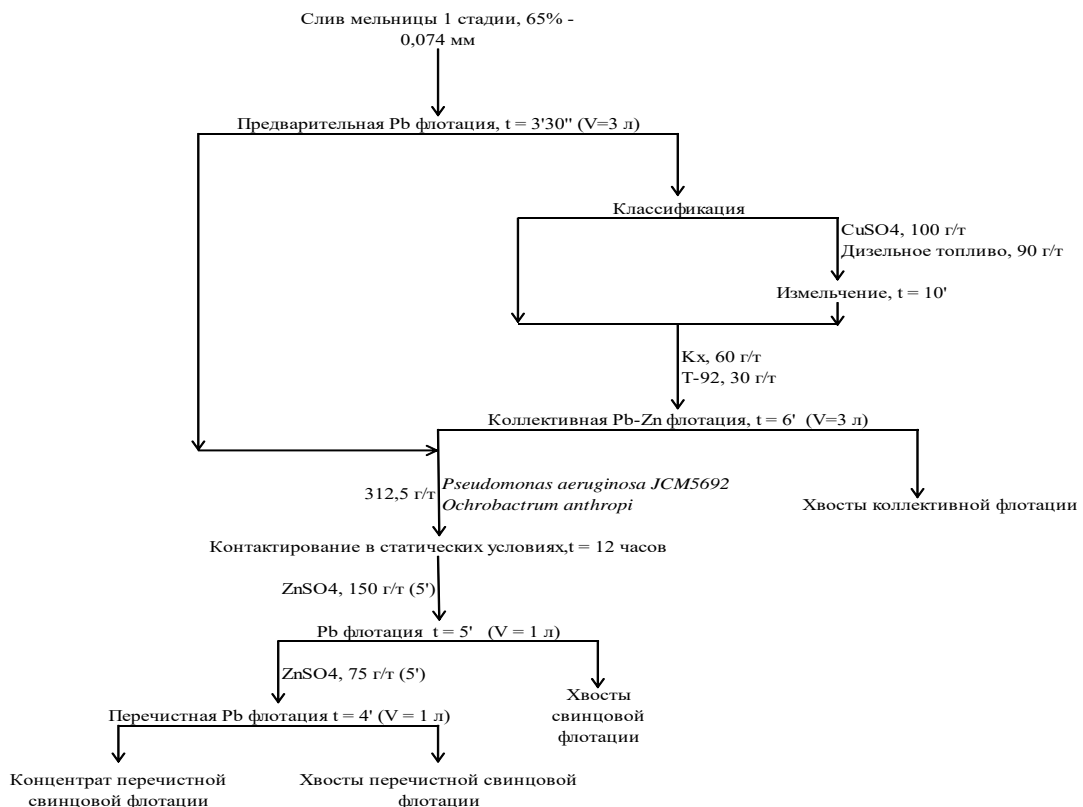 Слив мельницы 1 стадии, 65% -
0,074 мм
Предварительная Pb флотация, t = 3'30'' (V=3 л)
Классификация
CuSO4, 100 г/т
Дизельное топливо, 90 г/т
Измельчение, t = 10'
Kx, 60 г/т
Т-92, 30 г/т
Коллективная Pb-Zn флотация, t = 6' (V=3 л)
312,5 г/т
Pseudomonas aeruginosa JCM5692
Ochrobactrum anthropi
Хвосты коллективной флотации
Контактирование в статических условиях,t = 12 часов
ZnSO4, 150 г/т (5')
Pb флотация t = 5' (V = 1 л)
ZnSO4, 75 г/т (5')
Хвосты
свинцовой
флотации
Перечистная Pb флотация t = 4' (V = 1 л)
Концентрат перечистной
свинцовой флотации
Хвосты перечистной свинцовой
флотации